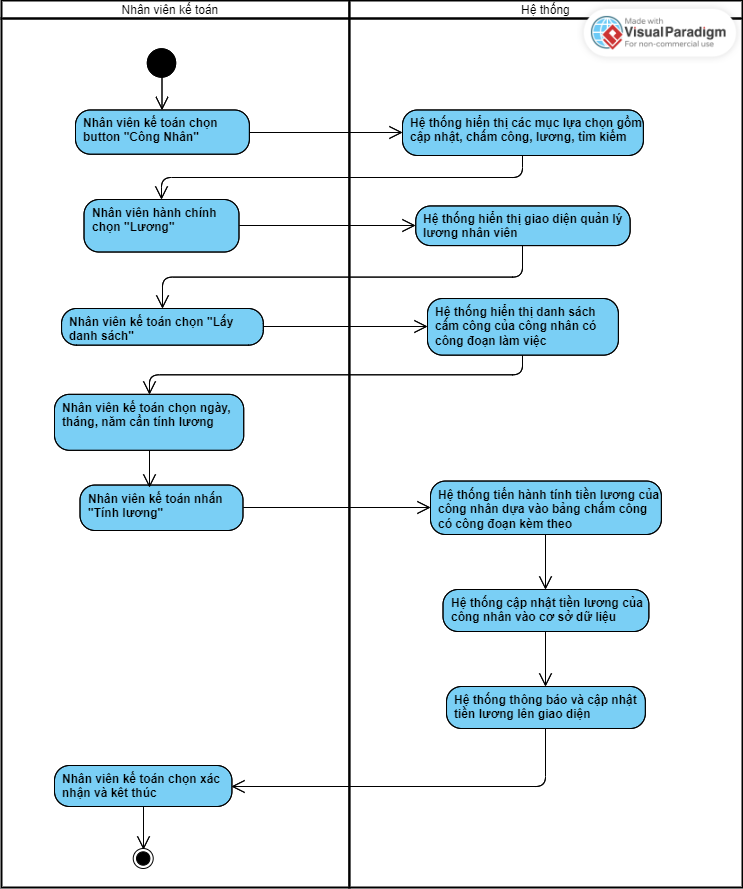 Nhân viên kế toán
Hệ thống
Made with
VisualParadigm
For non-commercial use
Nhân viên kế toán chọn
button "Công Nhân"
Hệ thống hiển thị các mục lựa chọn gồm
cập nhật, chấm công, lương, tìm kiếm
Nhân viên hành chính
chọn "Lương"
Hệ thống hiển thị giao diện quản lý
lương nhân viên
Nhân viên kế toán chọn "Lấy
danh sách"
Hệ thống hiển thị danh sách
cấm công của công nhân có
công đoạn làm việc
Nhân viên kế toán chọn ngày,
tháng, năm cần tính lương
Nhân viên kế toán nhấn
"Tính lương"
Hệ thống tiến hành tính tiền lương của
công nhân dựa vào bảng chấm công
có công đoạn kèm theo
Hệ thống cập nhật tiền lương của
công nhân vào cơ sở dữ liệu
Hệ thống thông báo và cập nhật
tiền lương lên giao diện
Nhân viên kế toán chọn xác
nhận và kêt thúc